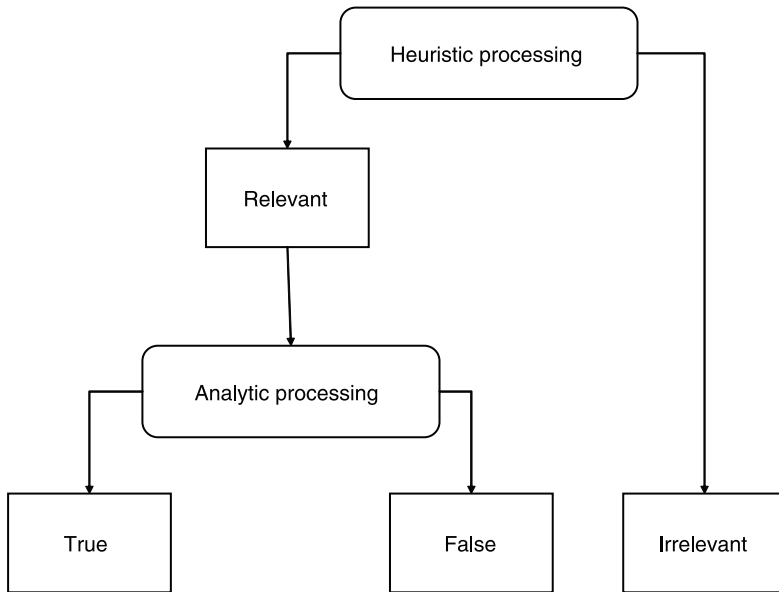 Heuristic processing
Relevant
Analytic processing
True
False
Irrelevant